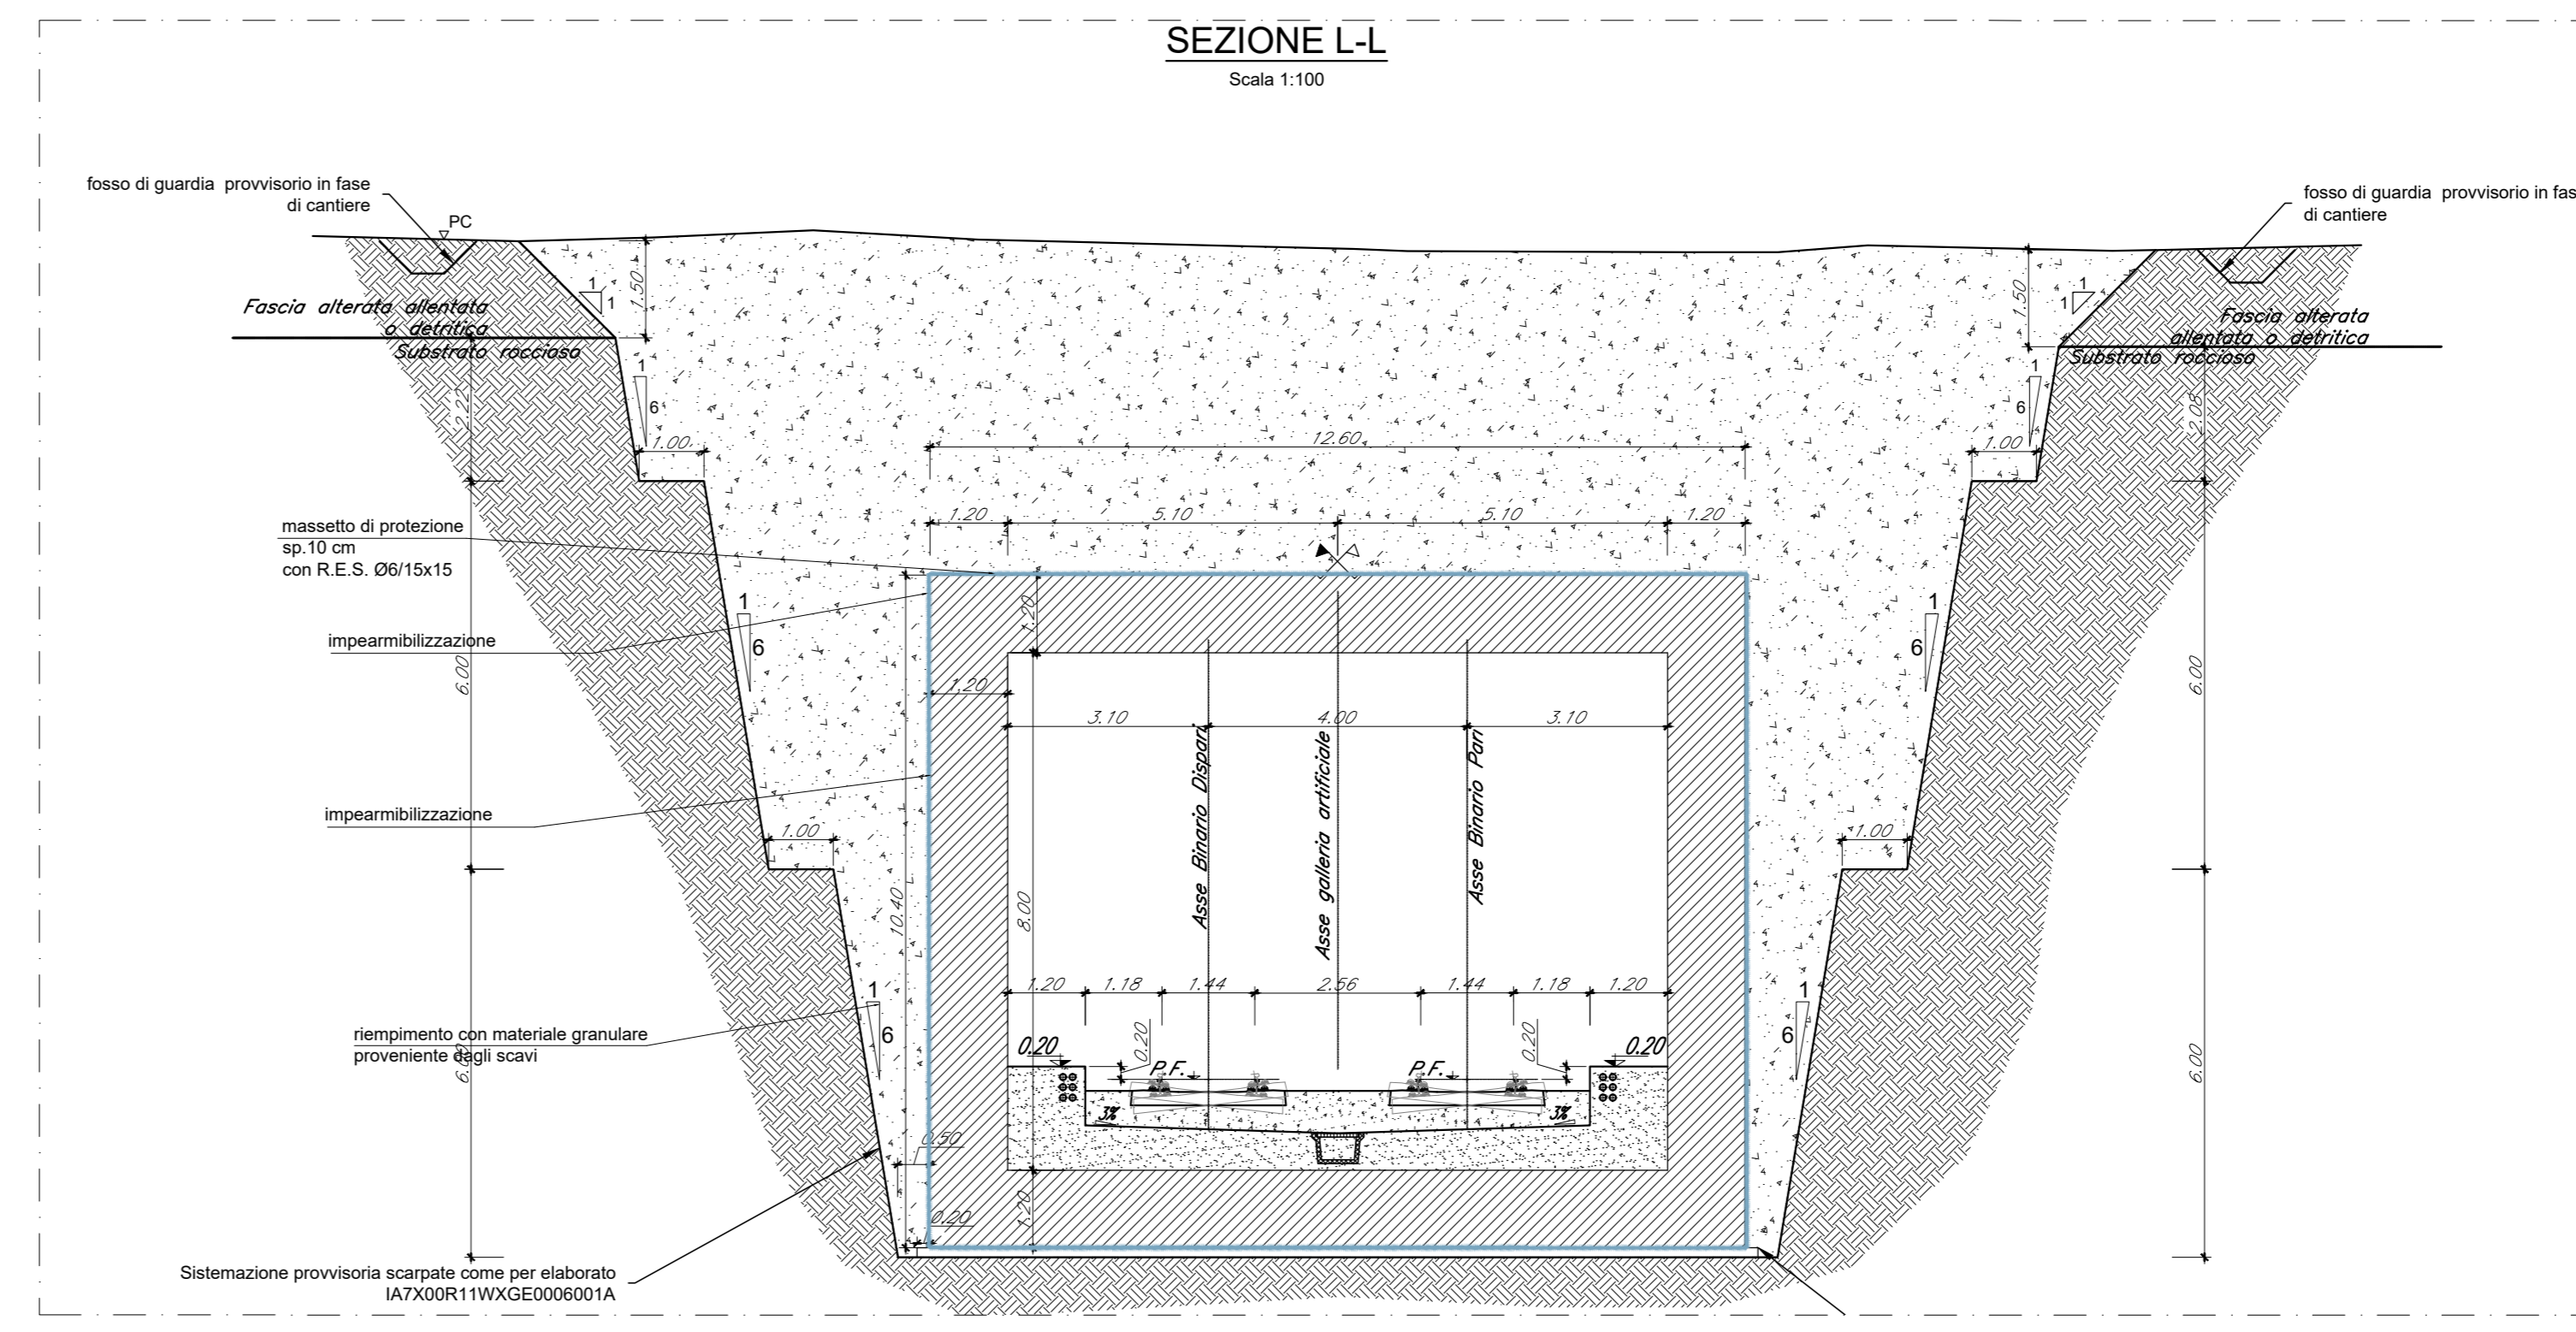 SEZIONE L-L
Scala 1:100
fosso di guardia provvisorio in fase
di cantiere
PC
fosso di guardia provvisorio in fas
di cantiere
1
1
1.50
1.50
1
1
Fascia alterata allentata
o detritica
Substrato roccioso
Fascia alterata
allentata o detritica
Substrato roccioso
1
6
2.22
1.00
12.60
1
6
1.00
2.08
massetto di protezione
sp.10 cm
con R.E.S. Ø6/15x15
1.20
5.10
5.10
1.20
1.20
1
6
1
6
impearmibilizzazione
6.00
6.00
1.20
3.10
4.00
3.10
Asse Binario Dispari
Asse galleria artificiale
Asse Binario Pari
impearmibilizzazione
1.00
1.00
10.40
8.00
1.20
1.18
1.44
2.56
1.44
1.18
1.20
1
6
1
6
riempimento con materiale granulare
proveniente dagli scavi
6.00
6.00
0.20
0.20
P.F.
P.F.
0.20
0.20
3%
3%
0.50
1.20
0.20
Sistemazione provvisoria scarpate come per elaborato
IA7X00R11WXGE0006001A